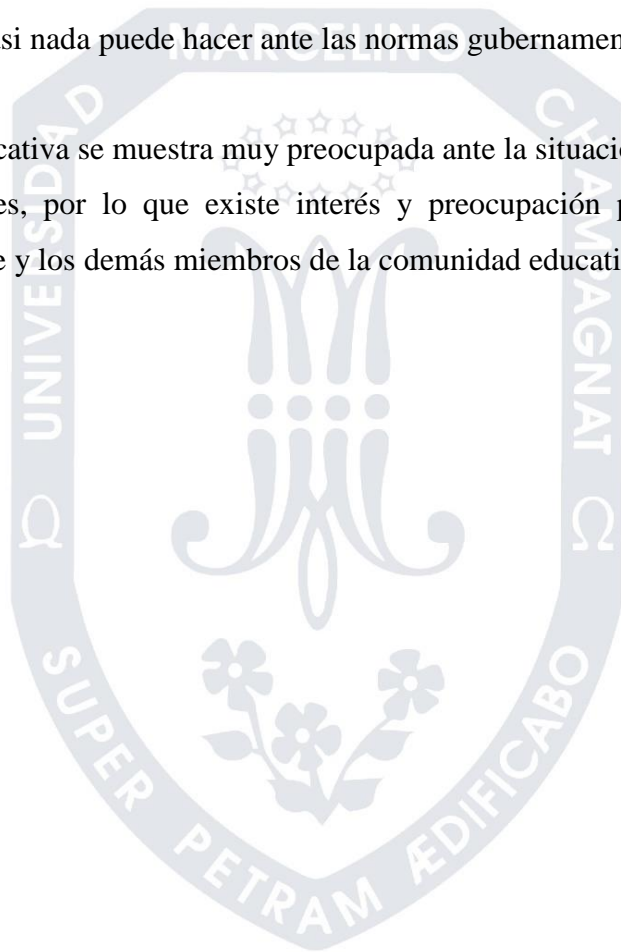 asi nada puede hacer ante las normas gubernamen
cativa se muestra muy preocupada ante la situació
es, por lo que existe interés y preocupación p
e y los demás miembros de la comunidad educati
UNIVERSIDAD MARCELINO CHAMPAGNAT
Ω Ω
SUPER PETRAM ÆDIFICABO